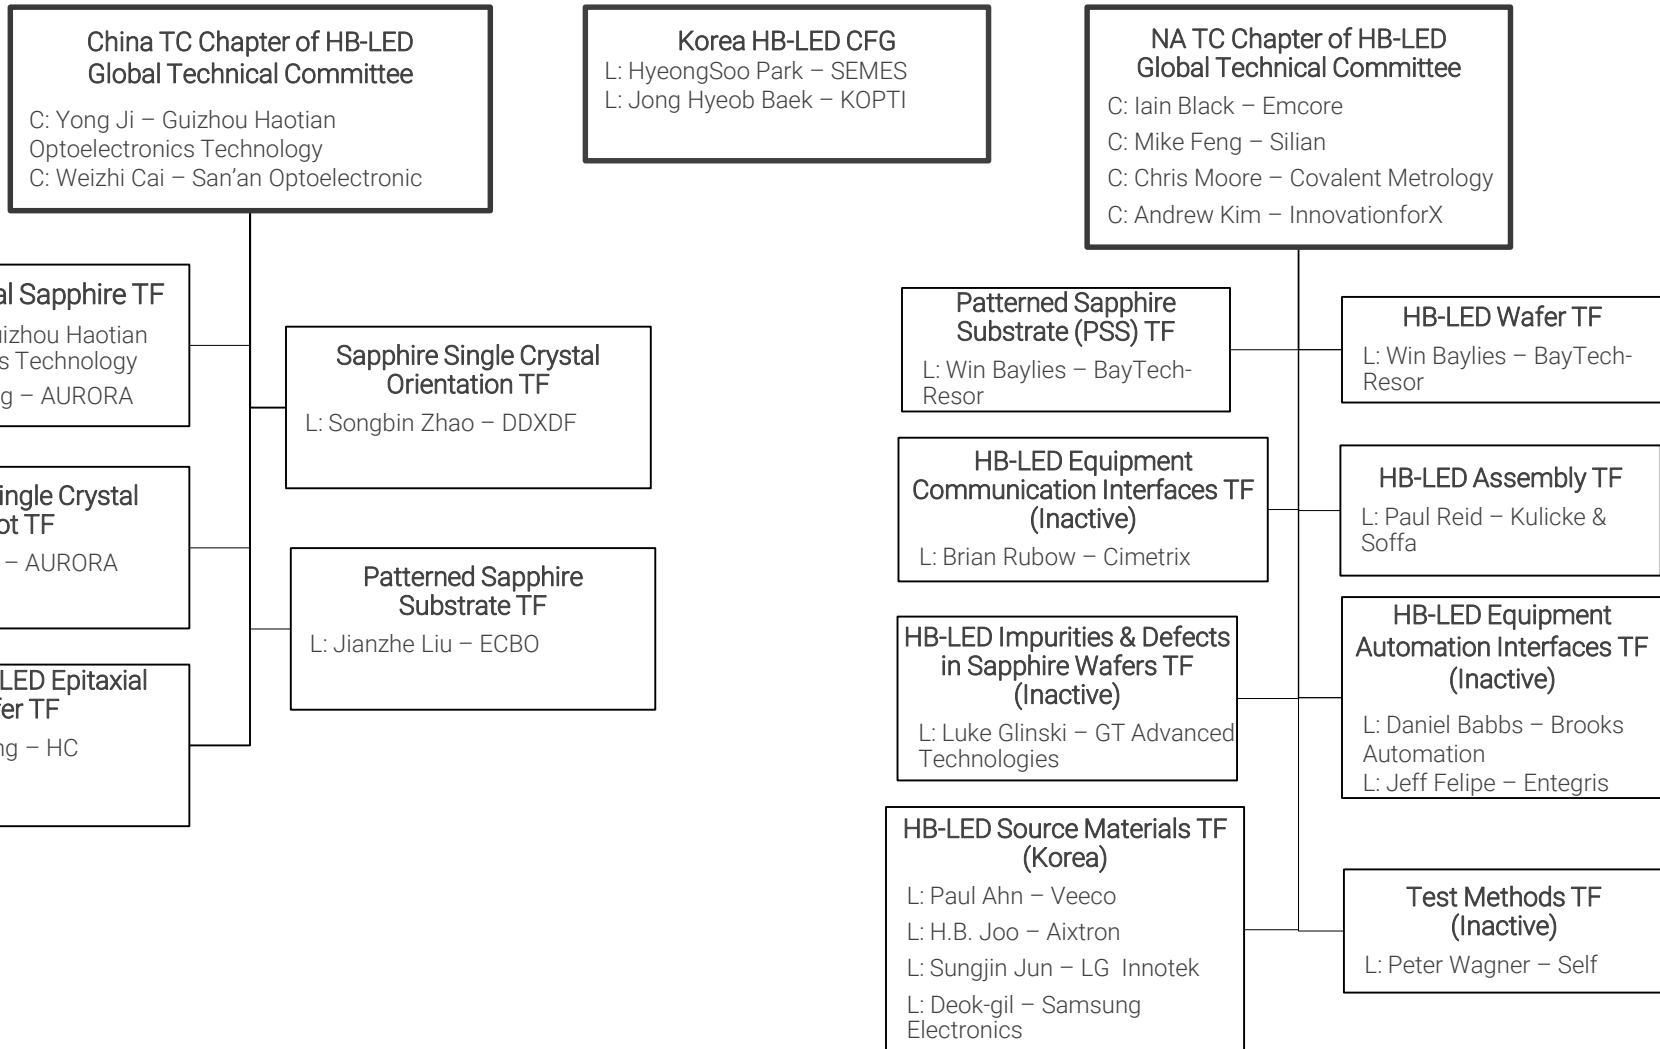 China TC Chapter of HB-LED
Global Technical Committee
C: Yong Ji – Guizhou Haotian
Optoelectronics Technology
C: Weizhi Cai – San’an Optoelectronic
Korea HB-LED CFG
L: HyeongSoo Park – SEMES
L: Jong Hyeob Baek – KOPTI
NA TC Chapter of HB-LED
Global Technical Committee
C: Iain Black – Emcore
C: Mike Feng – Silian
C: Chris Moore – Covalent Metrology
C: Andrew Kim – InnovationforX
Sapphire TF
Haotian
Technology
– AURORA
Sapphire Single Crystal
Orientation TF
L: Songbin Zhao – DDXDF
Single Crystal
TF
– AURORA
Patterned Sapphire
Substrate TF
L: Jianzhe Liu – ECBO
LED Epitaxial
TF
– HC
Patterned Sapphire
Substrate (PSS) TF
L: Win Baylies – BayTech-
Resor
HB-LED Wafer TF
L: Win Baylies – BayTech-
Resor
HB-LED Equipment
Communication Interfaces TF
(Inactive)
L: Brian Rubow – Cimetrix
HB-LED Assembly TF
L: Paul Reid – Kulicke &
Soffa
HB-LED Impurities & Defects
in Sapphire Wafers TF
(Inactive)
L: Luke Glinski – GT Advanced
Technologies
HB-LED Equipment
Automation Interfaces TF
(Inactive)
L: Daniel Babbs – Brooks
Automation
L: Jeff Felipe – Entegris
HB-LED Source Materials TF
(Korea)
L: Paul Ahn – Veeco
L: H.B. Joo – Aixtron
L: Sungjin Jun – LG Innotek
L: Deok-gil – Samsung
Electronics
Test Methods TF
(Inactive)
L: Peter Wagner – Self